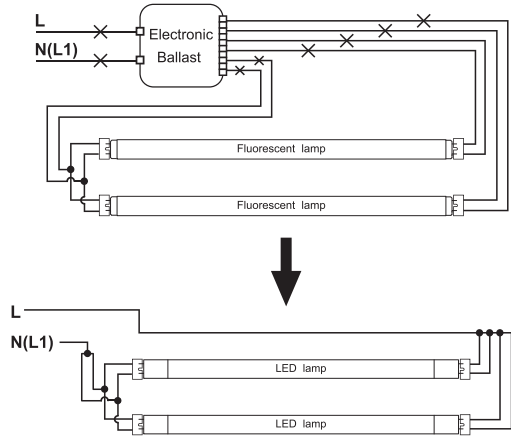 L
N(L1)
Electronic
Ballast
Fluorescent lamp
Fluorescent lamp
L
N(L1)
LED lamp
LED lamp